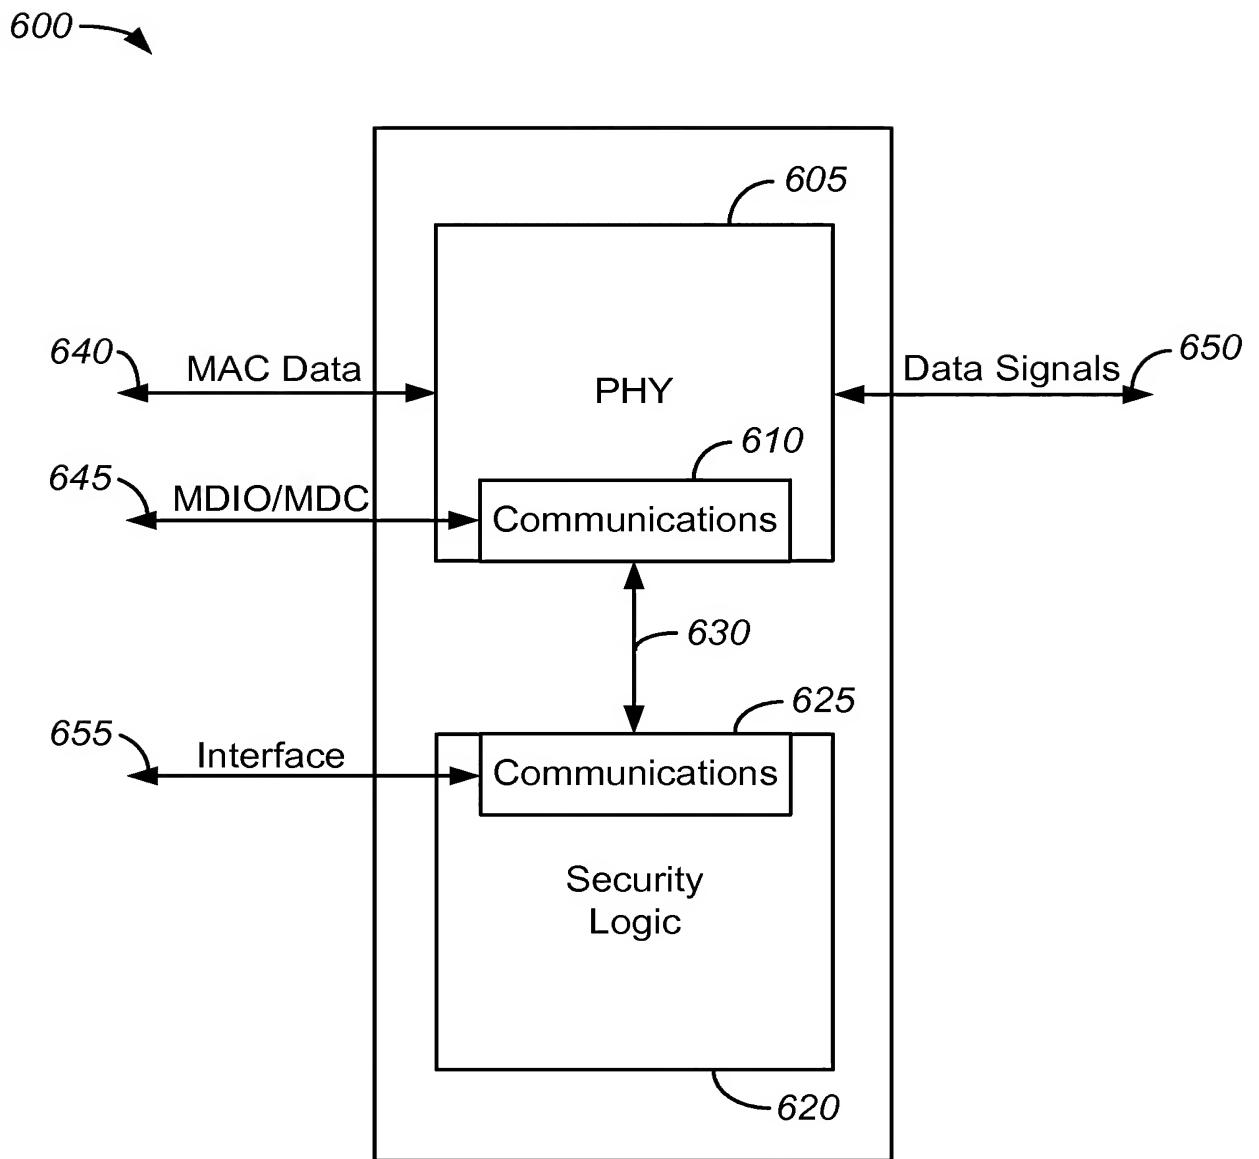 600
605
640
MAC Data
PHY
Data Signals
650
610
645
MDIO/MDC
Communications
630
625
655
Interface
Communications
Security
Logic
620